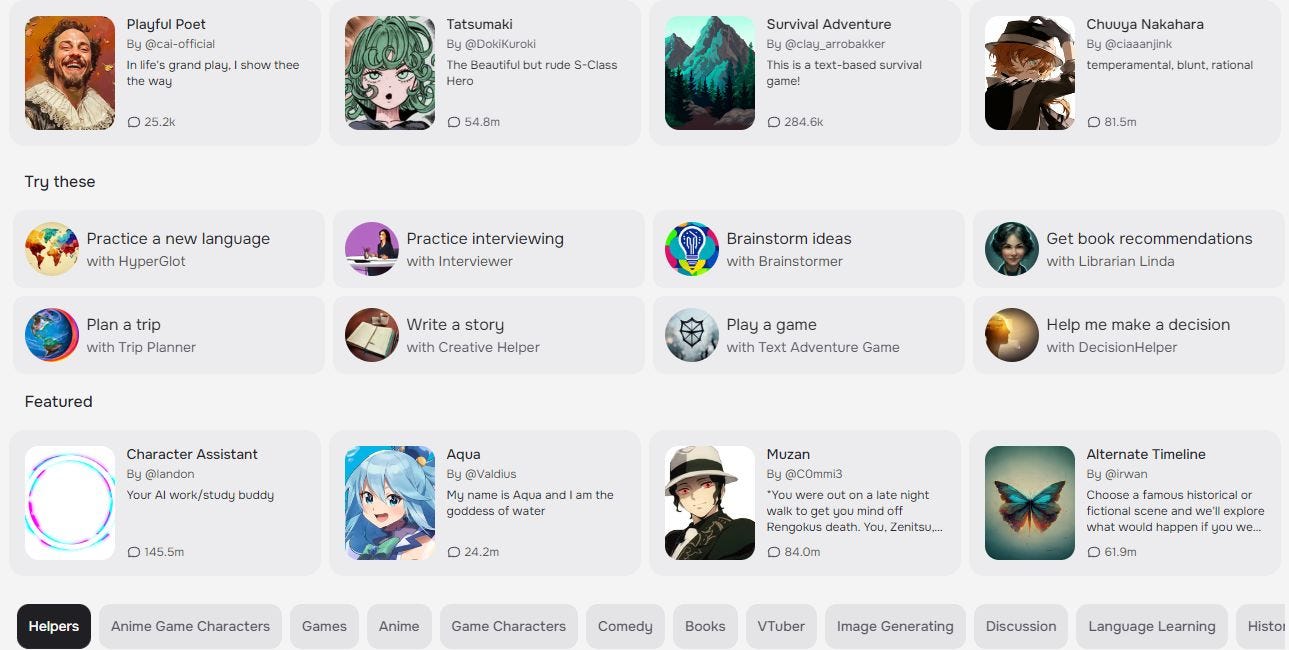 Playful Poet
By @cai-official
In life's grand play, I show thee
the way
25.2k
Tatsumaki
By @DokiKuroki
The Beautiful but rude S-Class
Hero
54.8m
Survival Adventure
By @clay_arrobakker
This is a text-based survival
game!
284.6k
Chuuya Nakahara
By @ciaaanjink
temperamental, blunt, rational
81.5m
Try these
Practice a new language
with HyperGlot
Practice interviewing
with Interviewer
Brainstorm ideas
with Brainstormer
Get book recommendations
with Librarian Linda
Plan a trip
with Trip Planner
Write a story
with Creative Helper
Play a game
with Text Adventure Game
Help me make a decision
with DecisionHelper
Featured
Character Assistant
By @landon
Your AI work/study buddy
145.5m
Aqua
By @Valdius
My name is Aqua and I am the
goddess of water
24.2m
Muzan
By @C0mmi3
*You were out on a late night
walk to get you mind off
Rengokus death. You, Zenitsu,...
84.0m
Alternate Timeline
By @irwan
Choose a famous historical or
fictional scene and we'll explore
what would happen if you we...
61.9m
Helpers
Anime Game Characters
Games
Anime
Game Characters
Comedy
Books
VTuber
Image Generating
Discussion
Language Learning
Histor